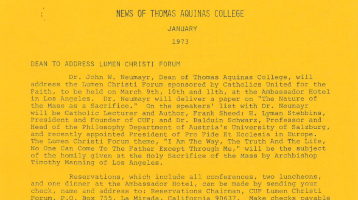 NEWS OF THOMAS AQUINAS COLLEGE
JANUARY
1973
DEAN TO ADDRESS LUMEN CHRISTI FORUM
Dr. John W. Neumayr, Dean of Thomas Aquinas College, will
address the Lumen Christi Forum sponsored by Catholics United for the
Faith, to be held on March 9th, 10th and 11th, at the Ambassador Hotel
in Los Angeles. Dr. Neumayr will deliver a paper on "The Nature of
the Mass as a Sacrifice." On the speakers' list with Dr. Neumayr
will be Catholic Lecturer and Author, Frank Sheed; H. Lyman Stebbins,
President and Founder of CUF; and Dr. Balduin Schwarz, Professor and
Head of the Philosophy Department of Austria's University of Salzburg,
and recently appointed President of Pro Fide et Ecclesia in Europe.
The Lumen Christi Forum theme, "I Am The Way, The Truth And The Life,
No One Can Come To The Father Except Through Me," will be the subject
of the homily given at the Holy Sacrifice of the Mass by Archbishop
Timothy Manning of Los Angeles.
Reservations, which include all conferences, two luncheons,
and one dinner at the Ambassador Hotel, can be made by sending your
check, name and address to: Reservations Chairman, CUF Lumen Christi
Forum, P.O. Box 755, La Mirada, California 90637. Make checks payable